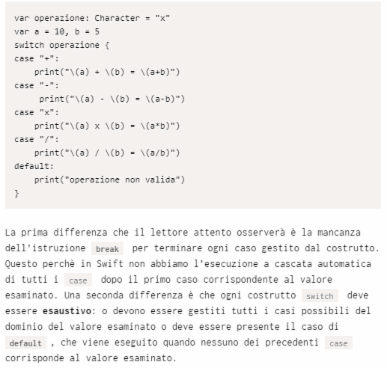 var operazione: Character = "x"
var a = 10, b = 5
switch operazione {
case "+":
    print("\(a) + \(b) = \(a+b)")
case "-":
     print("\(a) - \(b) = \(a-b)")
case "x":
    print("\(a) x \(b) = \(a*b)")
case "/":
    print("\(a) / \(b) = \(a/b)")
default:
    print("operazione non valida")
}
La prima differenza che il lettore attento osserverà è la mancanza
dell'istruzione break per terminare ogni caso gestito dal costrutto.
Questo perchè in Swift non abbiamo l'esecuzione a cascata automatica
di tutti i case dopo il primo caso corrispondente al valore
esaminato. Una seconda differenza è che ogni costrutto switch deve
essere esaustivo: o devono essere gestiti tutti i casi possibili del
dominio del valore esaminato o deve essere presente il caso di
default , che viene eseguito quando nessuno dei precedenti case
corrisponde al valore esaminato.